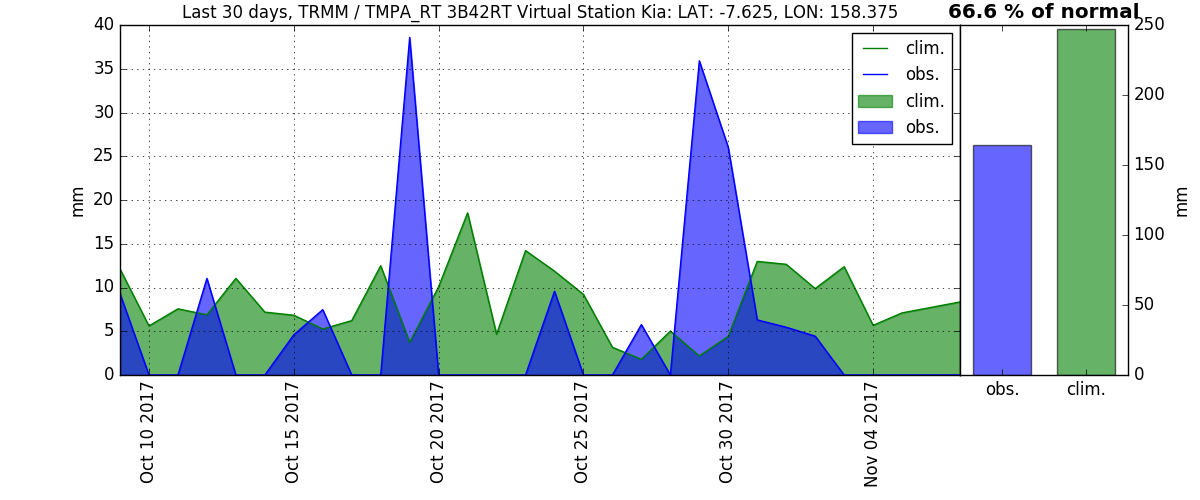 Last 30 days, TRMM / TMPA_RT 3B42RT Virtual Station Kia: LAT: -7.625, LON: 158.375
66.6 % of normal
40
35
30
25
20
15
10
5
0
mm
clim.
obs.
clim.
obs.
Oct 10 2017
Oct 15 2017
Oct 20 2017
Oct 25 2017
Oct 30 2017
Nov 04 2017
250
200
150
100
50
0
mm
obs.
clim.